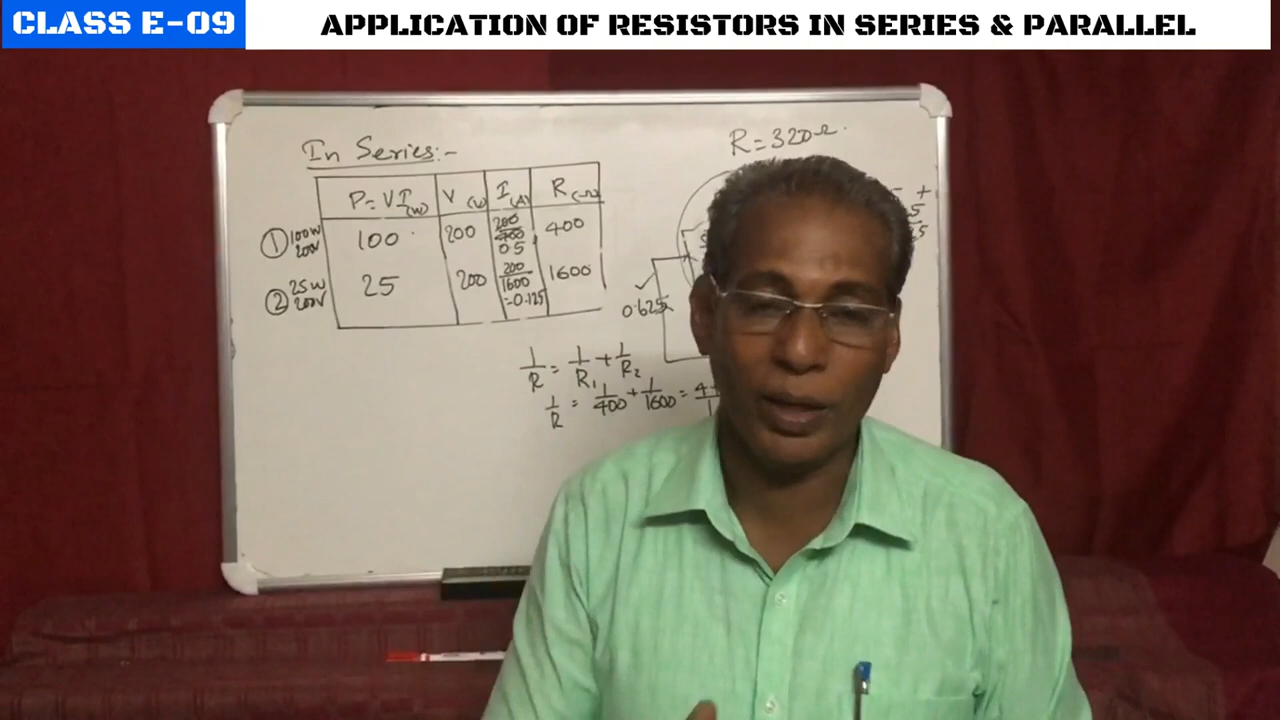 CLASS E-09
APPLICATION OF RESISTORS IN SERIES & PARALLEL
In Series:-
R=320Ω.
P=VI(W) V(V) I(A) R(Ω)
① 100W 200V 100 200 200/400 0.5 400
② 25W 200V 25 200 200/1600 =0.125 1600
0.625
1/R = 1/R₁ + 1/R₂
1/R = 1/400 + 1/1600 =